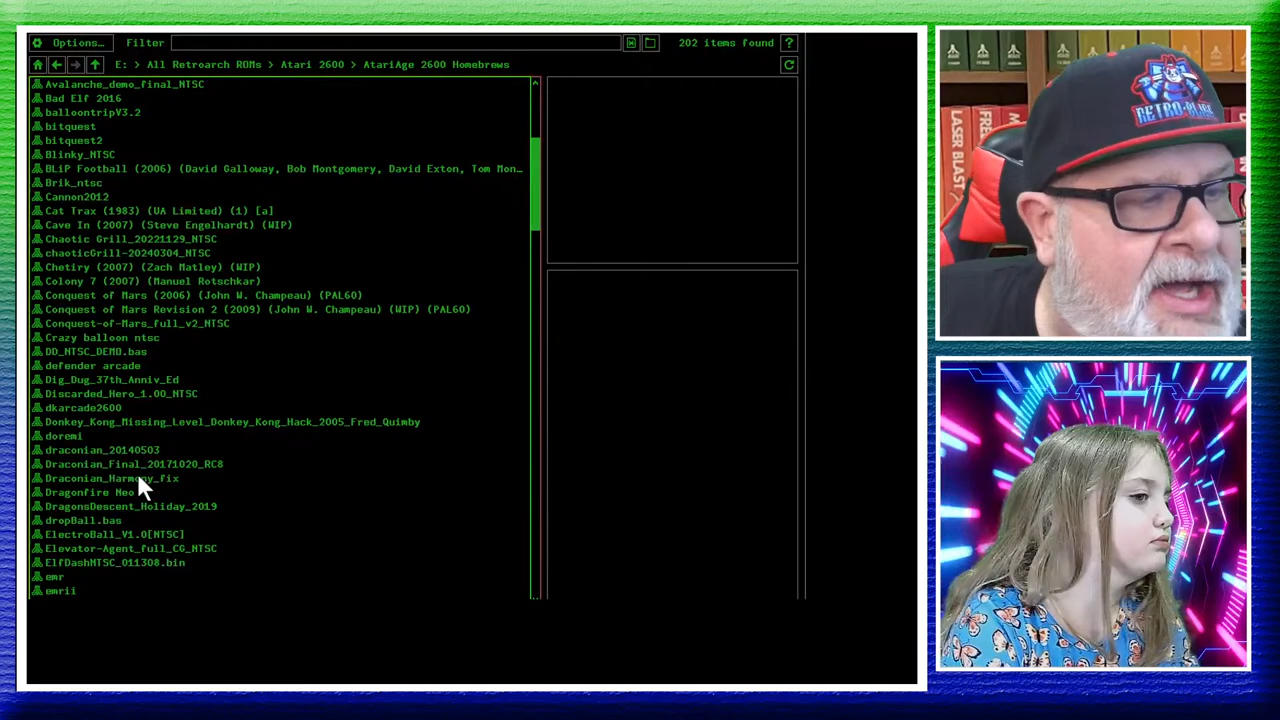 Options… Filter 202 items found ?
E: > All Retroarch ROMs > Atari 2600 > AtariAge 2600 Homebrews
Avalanche_demo_final_NTSC
Bad Elf 2016
balloontripV3.2
bitquest
bitquest2
Blinky_NTSC
BLiP Football (2006) (David Galloway, Bob Montgomery, David Exton, Tom Mon…
Brik_ntsc
Cannon2012
Cat Trax (1983) (UA Limited) (1) [a]
Cave In (2007) (Steve Engelhardt) (WIP)
Chaotic Grill_20221129_NTSC
chaoticGrill-20240304_NTSC
Chetiry (2007) (Zach Matley) (WIP)
Colony 7 (2007) (Manuel Rotschkar)
Conquest of Mars (2006) (John W. Champeau) (PAL60)
Conquest of Mars Revision 2 (2009) (John W. Champeau) (WIP) (PAL60)
Conquest-of-Mars_full_v2_NTSC
Crazy balloon ntsc
DD_NTSC_DEMO.bas
defender arcade
Dig_Dug_37th_Anniv_Ed
Discarded_Hero_1.00_NTSC
dkarcade2600
Donkey_Kong_Missing_Level_Donkey_Kong_Hack_2005_Fred_Quimby
doremi
draconian_20140503
Draconian_Final_20171020_RC8
Draconian_Harmony_fix
Dragonfire Neo
DragonsDescent_Holiday_2019
dropBall.bas
ElectroBall_V1.0[NTSC]
Elevator-Agent_full_CG_NTSC
ElfDashNTSC_011308.bin
emr
emrii
LASER BLAST